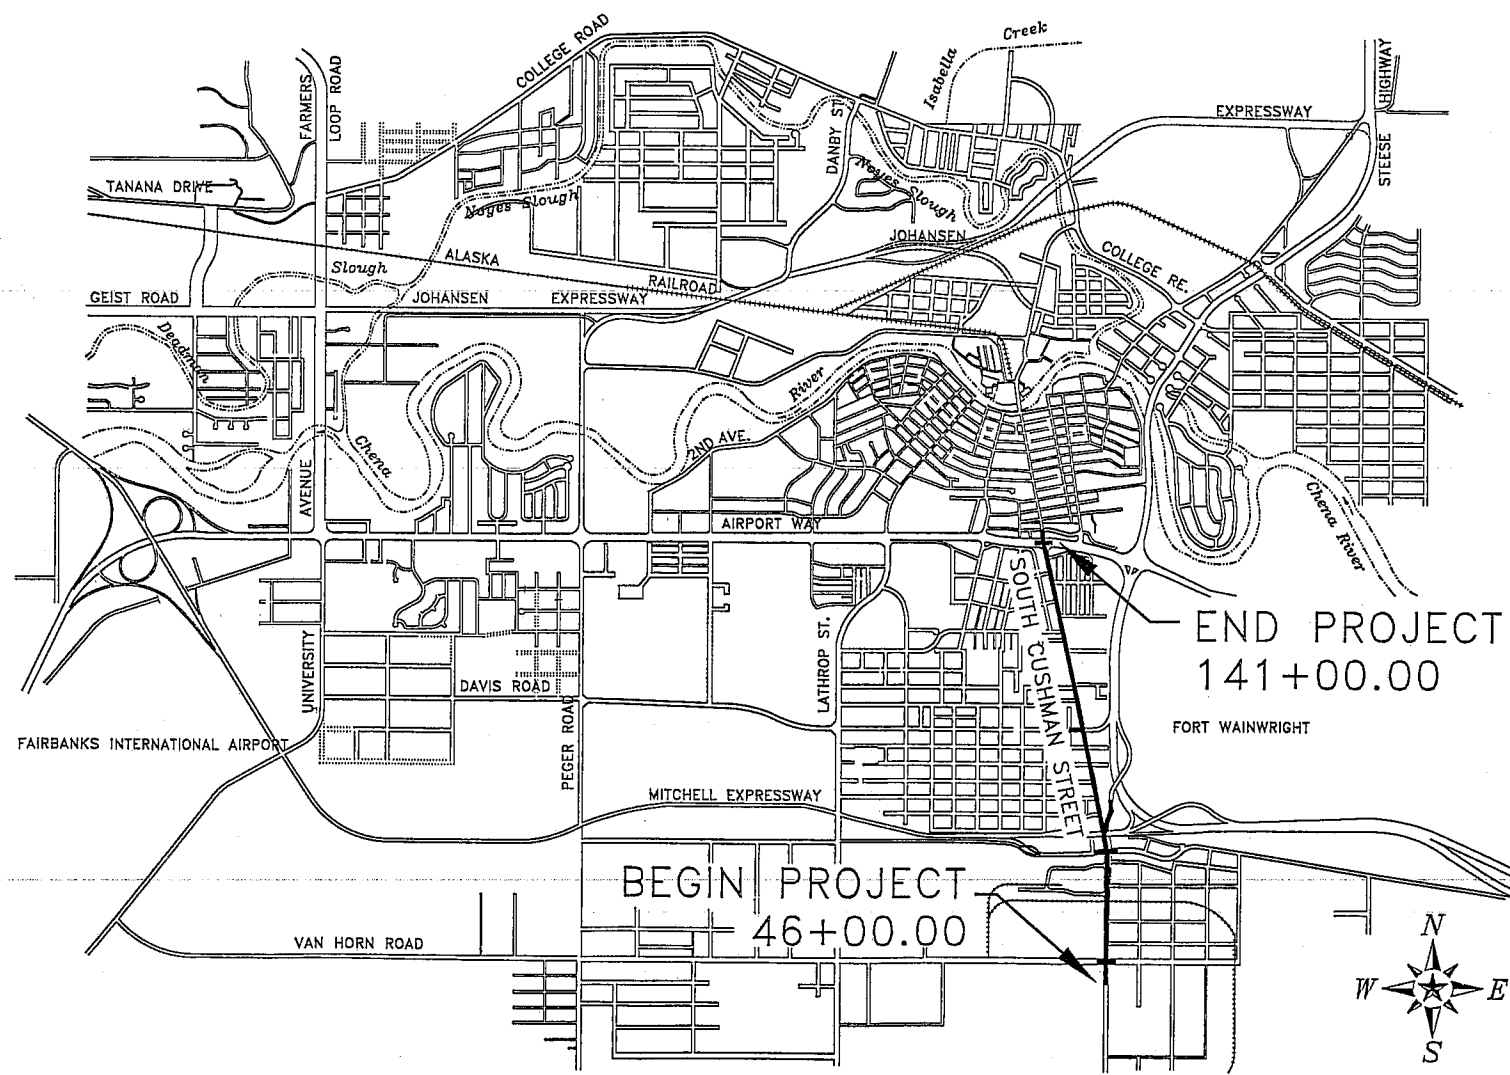 COLLEGE ROAD
Isabella
Creek
FARMERS
LOOP ROAD
HIGHWAY
EXPRESSWAY
DANBY ST.
STEESE
TANANA DRIVE
Noyes Slough
Noyes Slough
JOHANSEN
COLLEGE RE.
ALASKA
RAILROAD
Slough
GEIST ROAD
JOHANSEN
EXPRESSWAY
Deadman
River
2ND AVE.
Chena
AVENUE
AIRPORT WAY
Chena River
SOUTH CUSHMAN STREET
END PROJECT
141+00.00
UNIVERSITY
LATHROP ST.
DAVIS ROAD
PEGER ROAD
FAIRBANKS INTERNATIONAL AIRPORT
FORT WAINWRIGHT
MITCHELL EXPRESSWAY
BEGIN PROJECT
46+00.00
VAN HORN ROAD
N
W
E
S